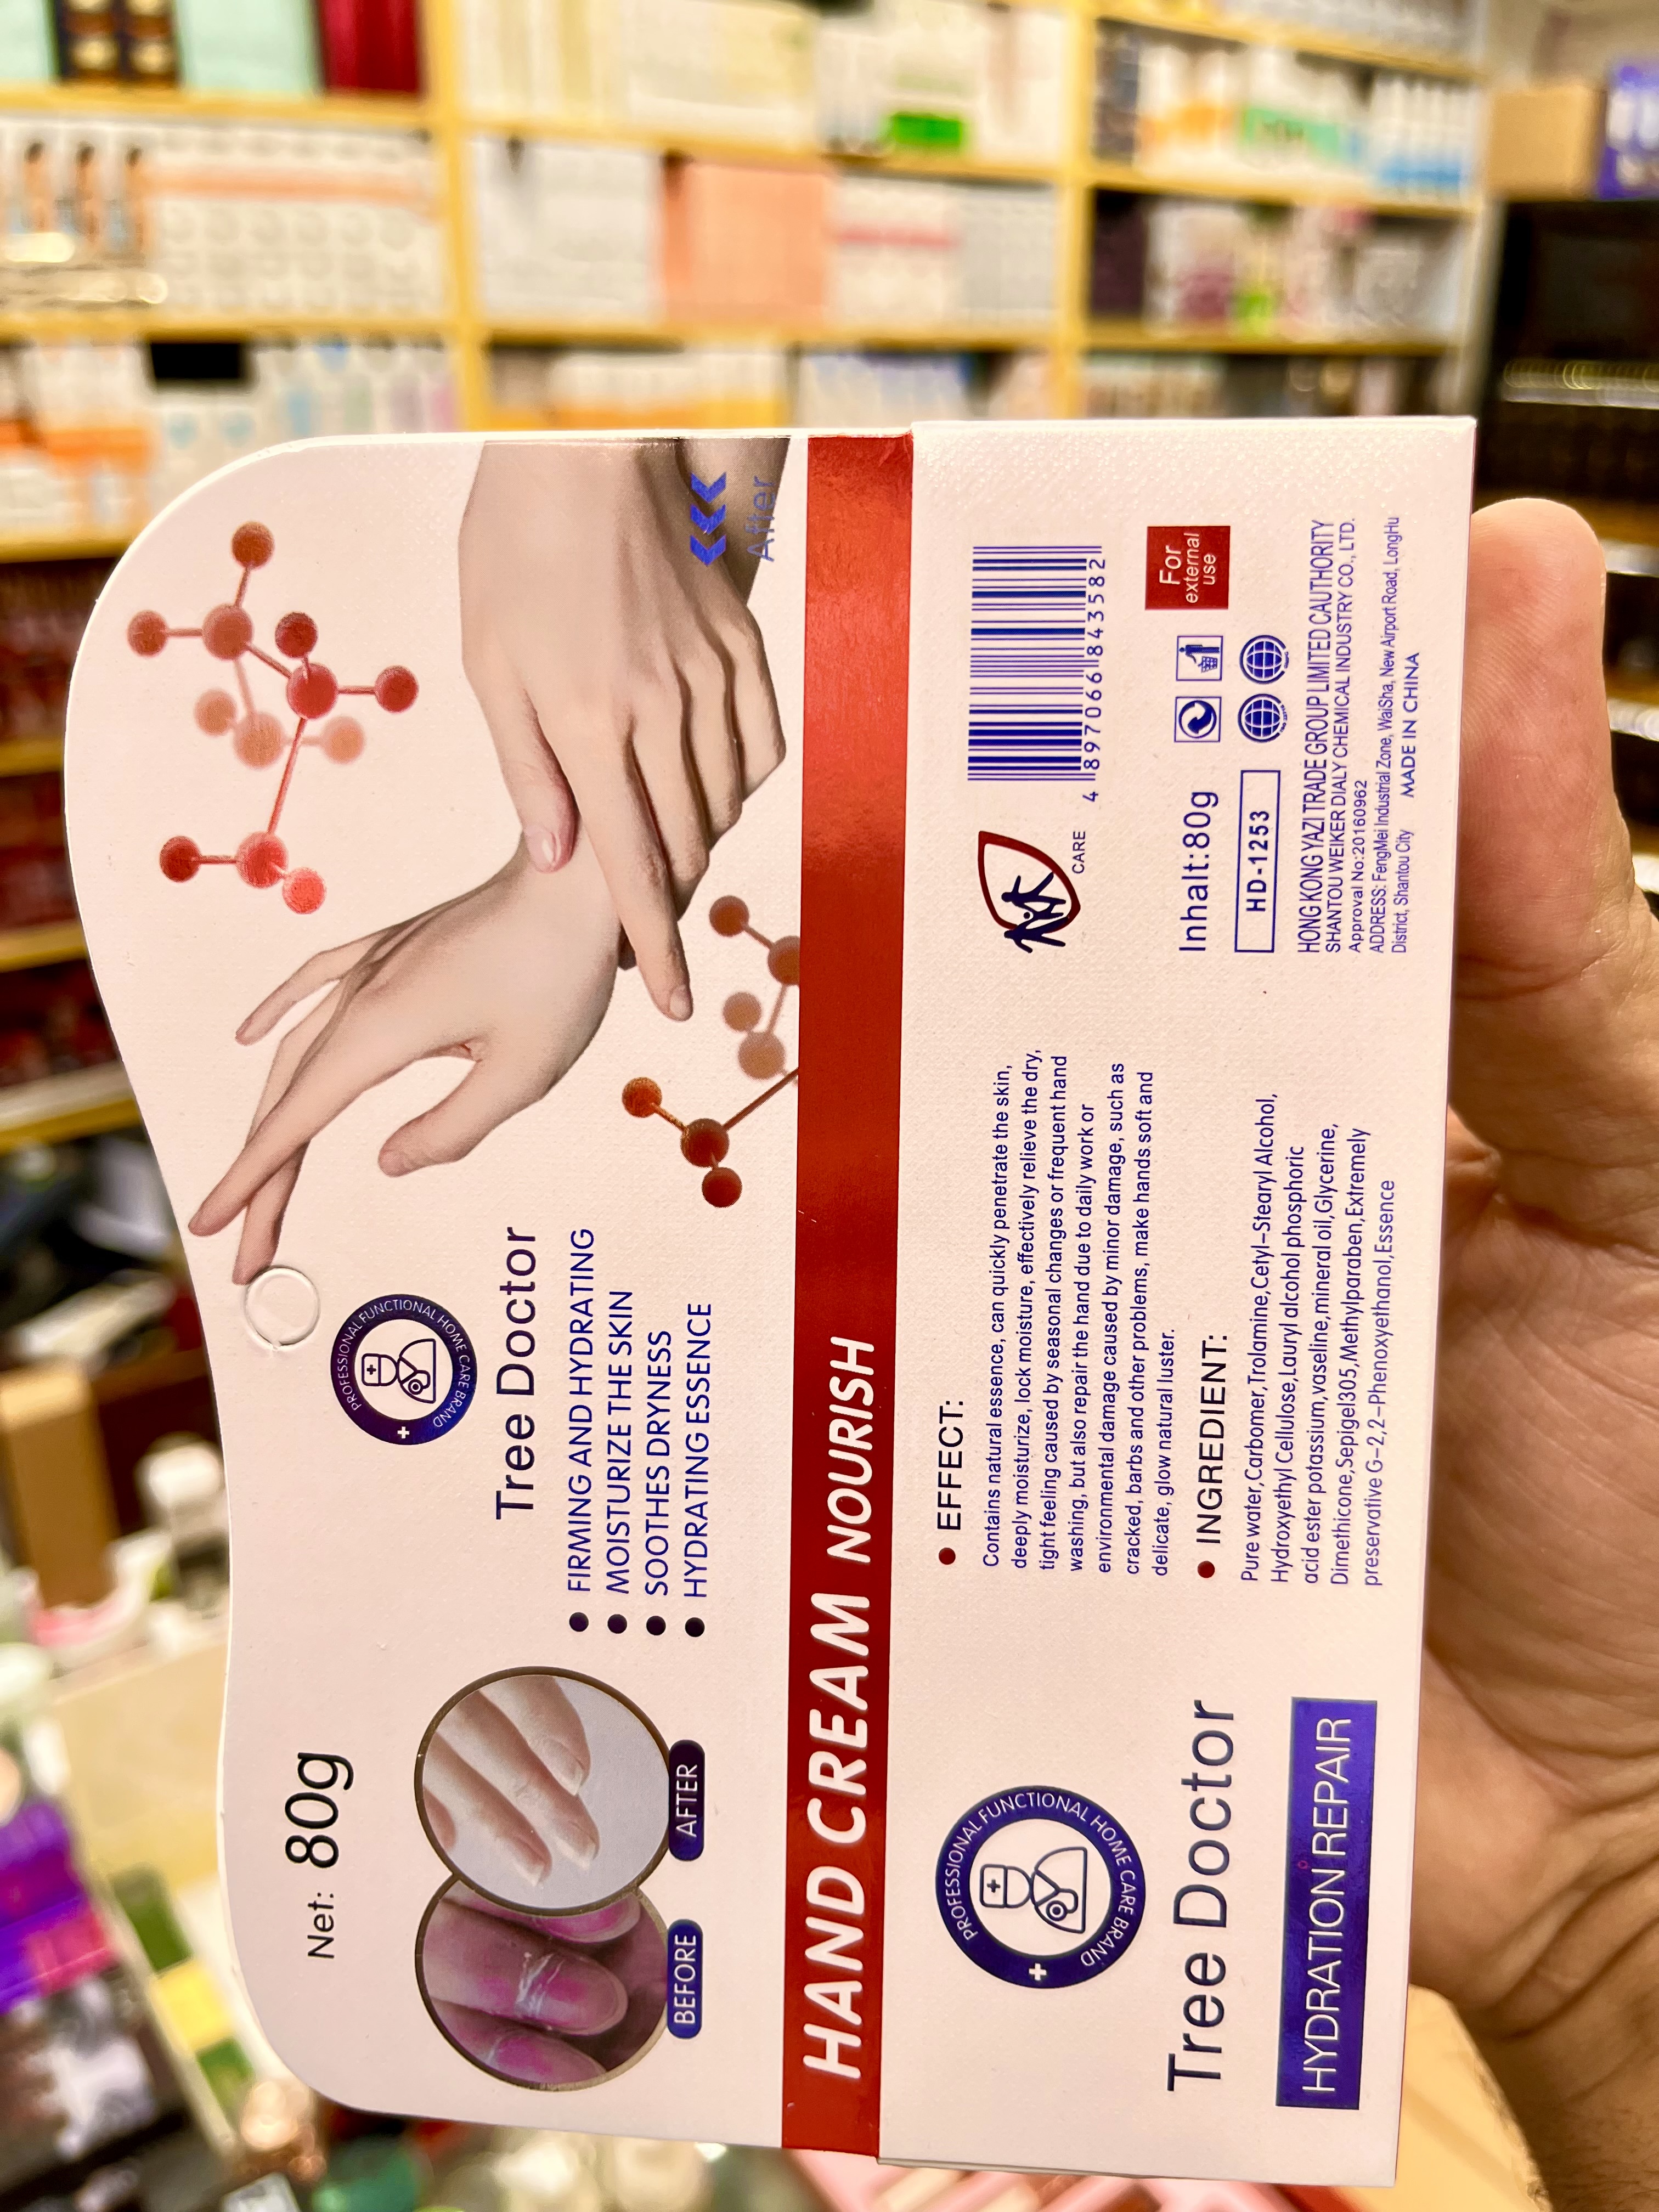 Net: 80g
PROFESSIONAL FUNCTIONAL HOME CARE BRAND
Tree Doctor
FIRMING AND HYDRATING
MOISTURIZE THE SKIN
SOOTHES DRYNESS
HYDRATING ESSENCE
BEFORE
AFTER
After
HAND CREAM NOURISH
PROFESSIONAL FUNCTIONAL HOME CARE BRAND
Tree Doctor
HYDRATION REPAIR
EFFECT:
Contains natural essence, can quickly penetrate the skin,
deeply moisturize, lock moisture, effectively relieve the dry,
tight feeling caused by seasonal changes or frequent hand
washing, but also repair the hand due to daily work or
environmental damage caused by minor damage, such as
cracked, barbs and other problems, make hands soft and
delicate, glow natural luster.
INGREDIENT:
Pure water,Carbomer,Trolamine,Cetyl-Stearyl Alcohol,
Hydroxyethyl Cellulose,Lauryl alcohol phosphoric
acid ester potassium,vaseline,mineral oil,Glycerine,
Dimethicone,Sepigel305,Methylparaben,Extremely
preservative G-2,2-Phenoxyethanol,Essence
CARE
4 897066 843582
Inhalt:80g
For
external
use
HD-1253
HONG KONG YAZI TRADE GROUP LIMITED CAUTHORITY
SHANTOU WEIKER DIALY CHEMICAL INDUSTRY CO., LTD.
Approval No:20160962
ADDRESS: FengMei Industrial Zone, WaiSha, New Airport Road, LongHu
District, Shantou City MADE IN CHINA